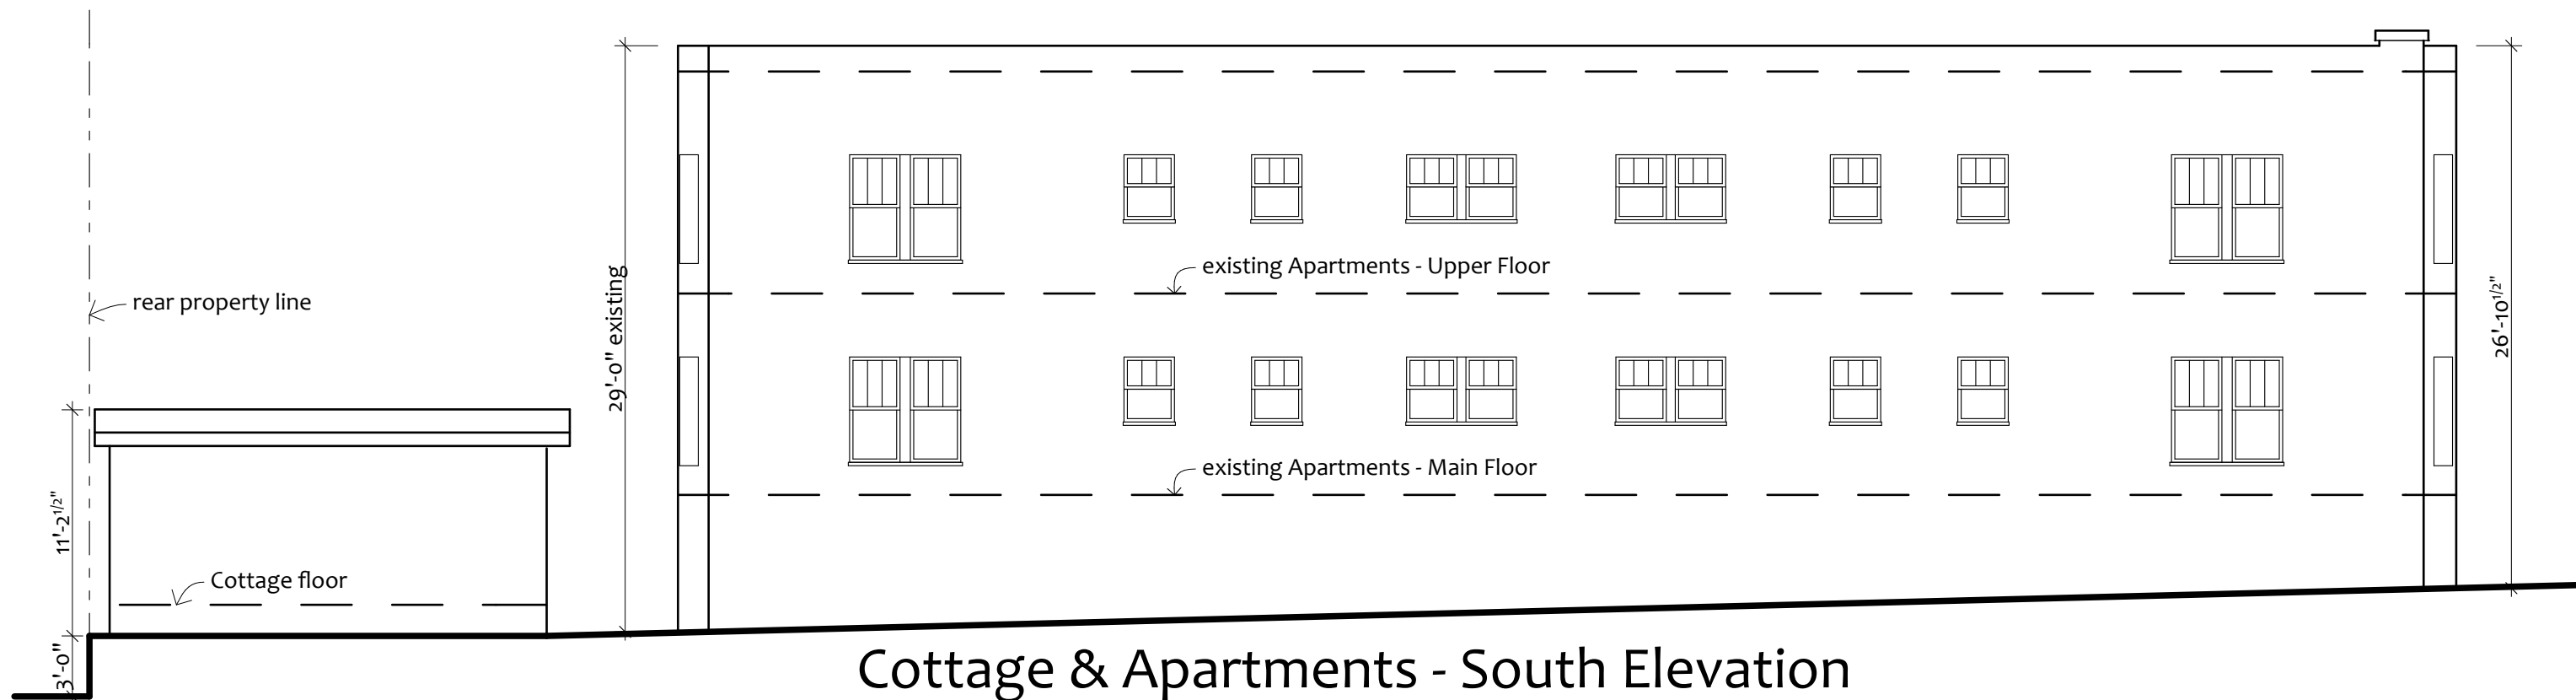 29'-0" existing
26'-10 1/2"
existing Apartments - Upper Floor
rear property line
existing Apartments - Main Floor
11'-2 1/2"
Cottage floor
3'-0"
Cottage & Apartments - South Elevation